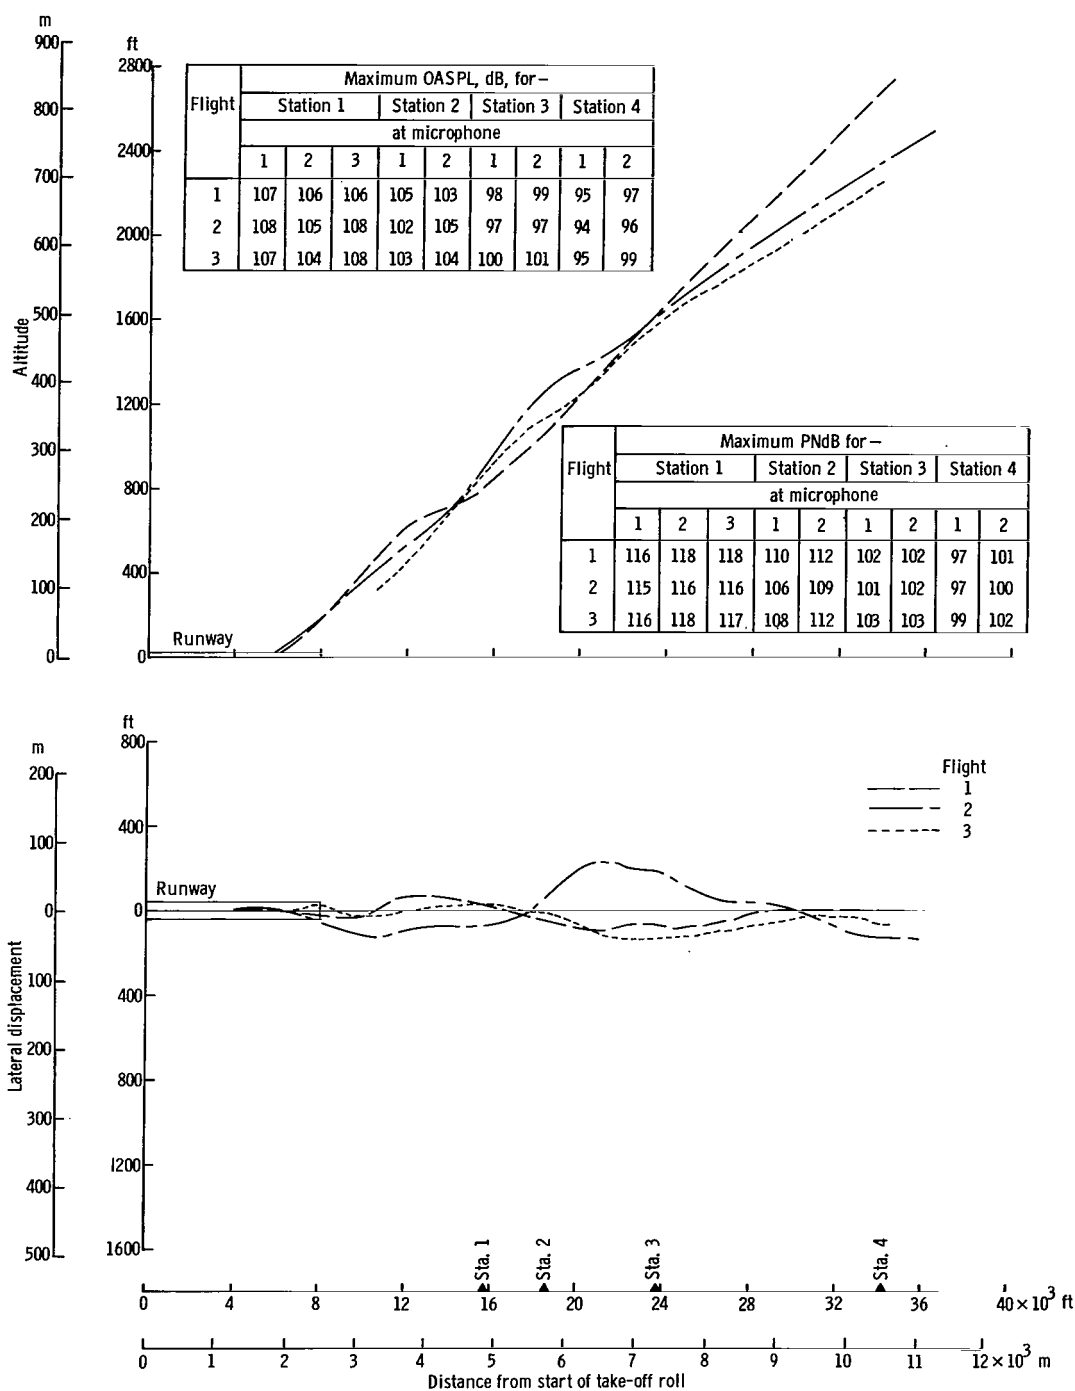 m
900
800
700
600
500
400
300
200
100
0
Altitude
ft
2800
2400
2000
1600
1200
800
400
0
Runway
Maximum OASPL, dB, for—
Flight Station 1 Station 2 Station 3 Station 4
at microphone
1 2 3 1 2 1 2 1 2
1 107 106 106 105 103 98 99 95 97
2 108 105 108 102 105 97 97 94 96
3 107 104 108 103 104 100 101 95 99
Maximum PNdB for—
Flight Station 1 Station 2 Station 3 Station 4
at microphone
1 2 3 1 2 1 2 1 2
1 116 118 118 110 112 102 102 97 101
2 115 116 116 106 109 101 102 97 100
3 116 118 117 108 112 103 103 99 102
m
200
100
0
100
200
300
400
500
Lateral displacement
ft
800
400
0
400
800
1200
1600
Runway
Flight
1
2
3
Sta. 1
Sta. 2
Sta. 3
Sta. 4
0 4 8 12 16 20 24 28 32 36 40 × 10³ ft
0 1 2 3 4 5 6 7 8 9 10 11 12 × 10³ m
Distance from start of take-off roll